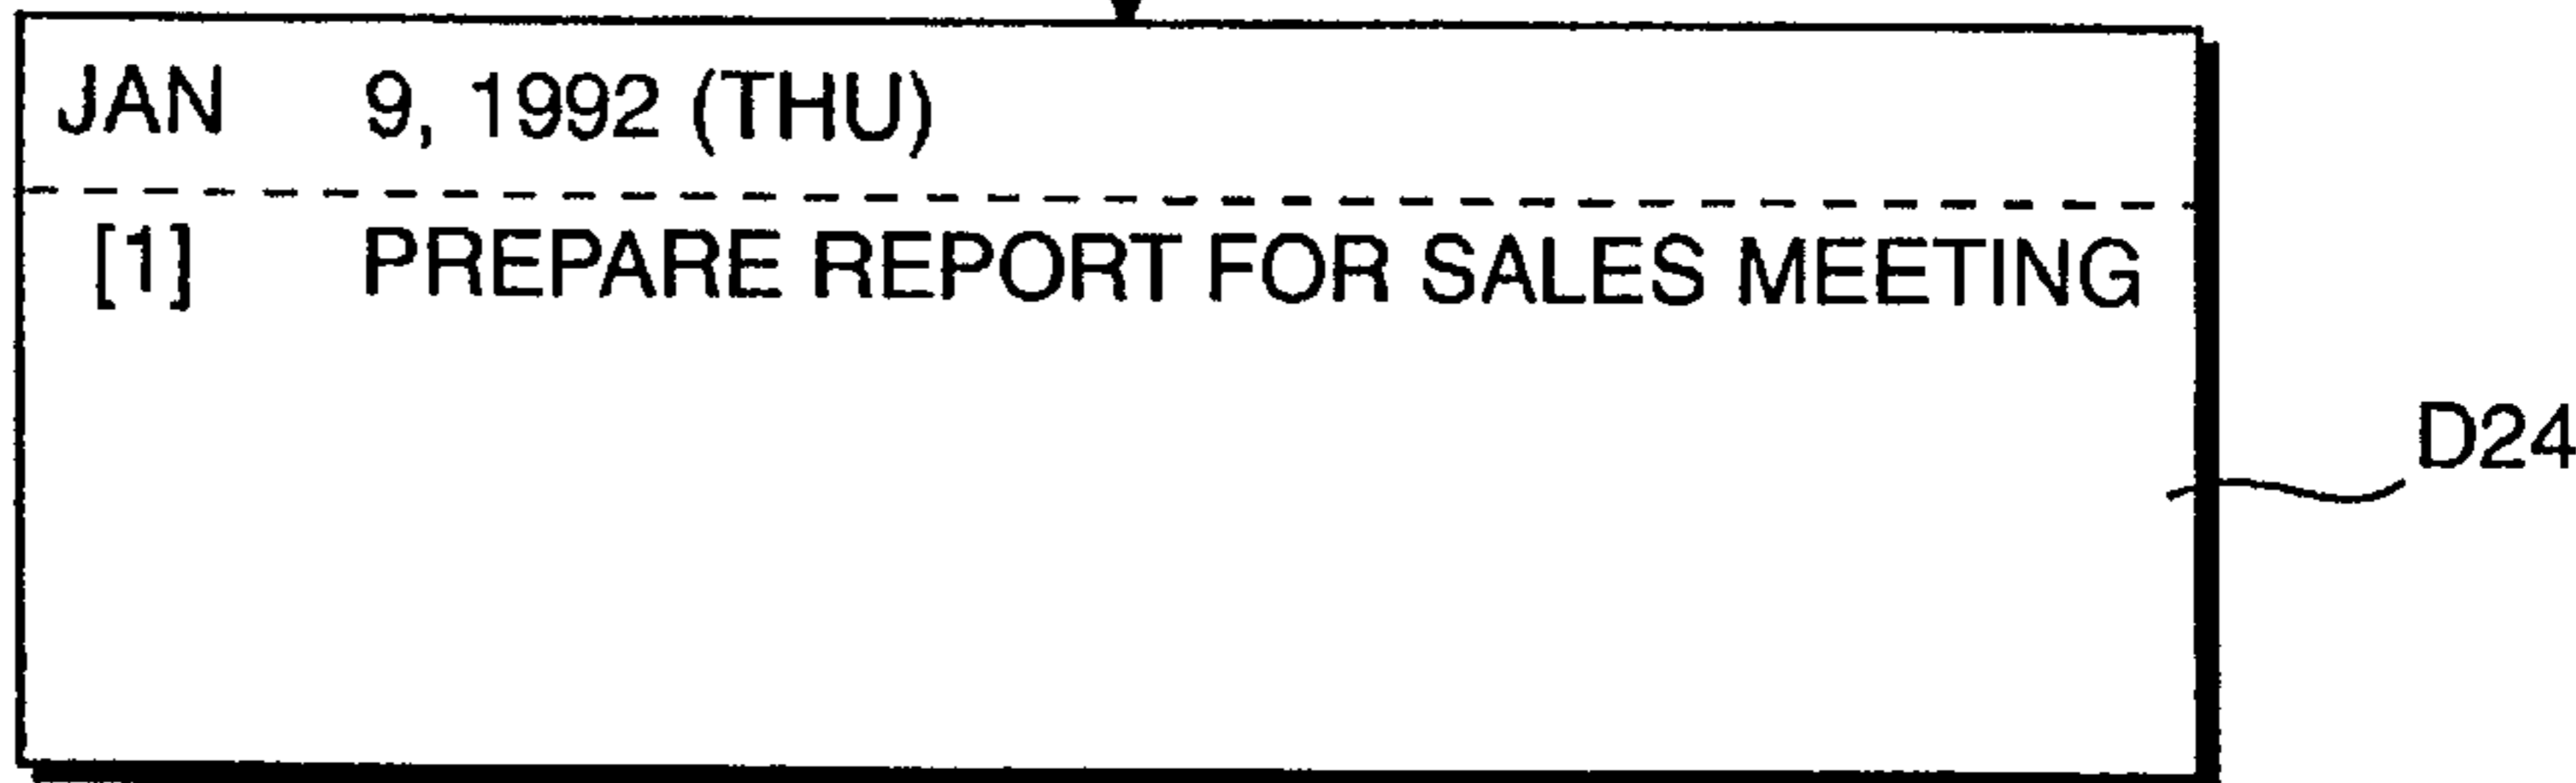 JAN 9, 1992 (THU)
[1] PREPARE REPORT FOR SALES MEETING
D24